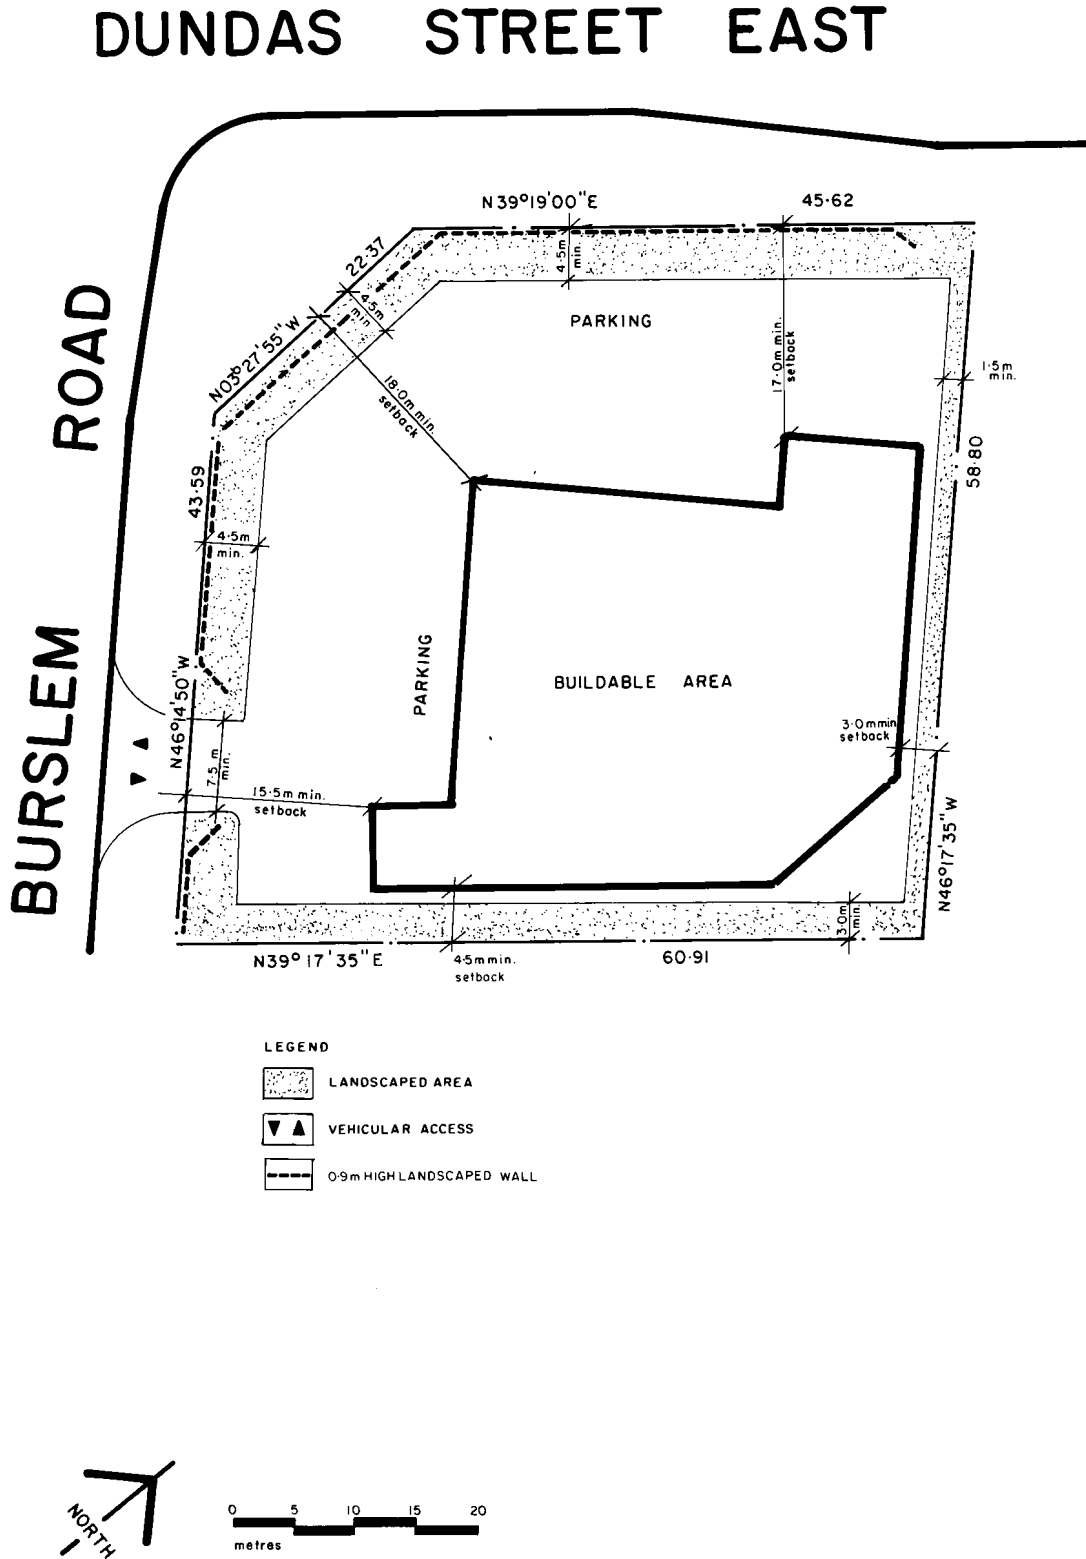 DUNDAS STREET EAST
N39°19'00"E
45·62
22·37
4·5m
min.
4·5m
min.
PARKING
17·0m min.
setback
1·5m
min.
N03°27'55"W
18·0m min.
setback
ROAD
43·59
58·80
4·5m
min.
PARKING
BUILDABLE AREA
BURSLEM
N46°14'50"W
3·0m min
setback
7·5 m
min.
15·5m min.
setback
N46°17'35"W
3·0m
min.
N39°17'35"E
4·5m min.
setback
60·91
LEGEND
LANDSCAPED AREA
VEHICULAR ACCESS
0·9m HIGH LANDSCAPED WALL
NORTH
0 5 10 15 20
metres